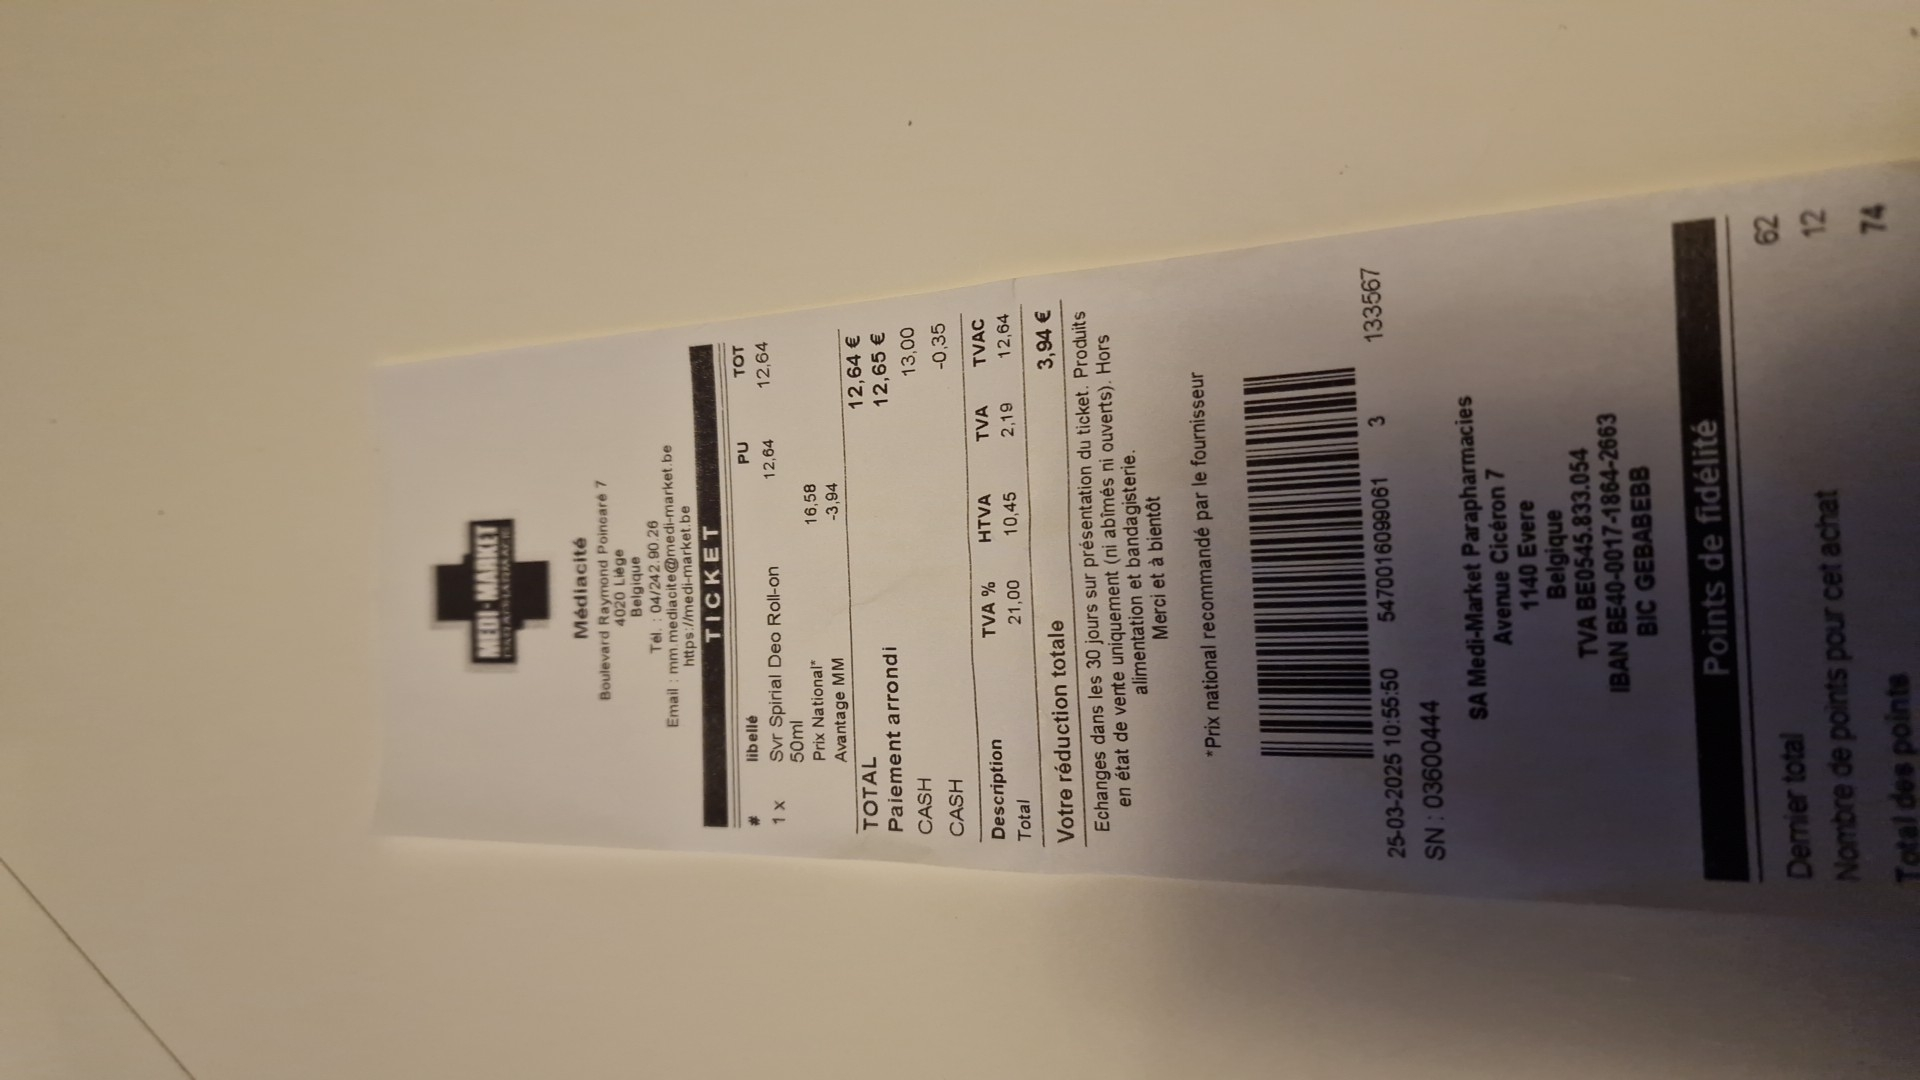 MEDI-MARKET
Médiacité
Boulevard Raymond Poincaré 7
4020 Liège
Belgique
Tél. : 04/242.90.26
Email : mm.mediacite@medi-market.be
https://medi-market.be
TICKET
# libellé PU TOT
1 x Svr Spirial Deo Roll-on 12,64 12,64
50ml
Prix National* 16,58
Avantage MM -3,94
TOTAL 12,64 €
Paiement arrondi 12,65 €
CASH 13,00
CASH -0,35
Description TVA % HTVA TVA TVAC
Total 21,00 10,45 2,19 12,64
Votre réduction totale 3,94 €
Echanges dans les 30 jours sur présentation du ticket. Produits
en état de vente uniquement (ni abîmés ni ouverts). Hors
alimentation et bandagisterie.
Merci et à bientôt
*Prix national recommandé par le fournisseur
25-03-2025 10:55:50 5470016099061 3 133567
SN : 03600444
SA Medi-Market Parapharmacies
Avenue Cicéron 7
1140 Evere
Belgique
TVA BE0545.833.054
IBAN BE40-0017-1864-2663
BIC GEBABEBB
Points de fidélité
Dernier total 62
Nombre de points pour cet achat 12
Total des points 74